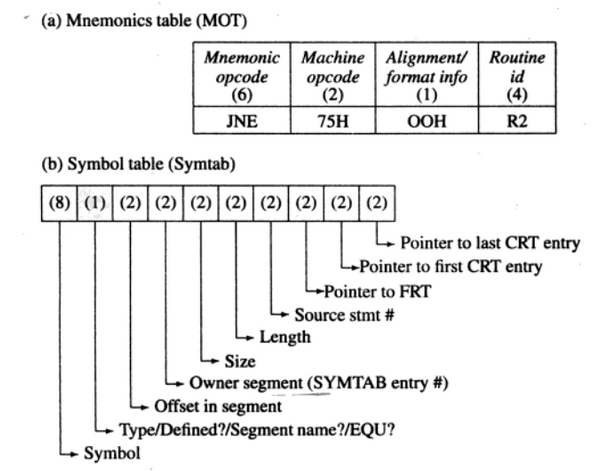 (a) Mnemonics table (MOT)
Mnemonic opcode (6) Machine opcode (2) Alignment/ format info (1) Routine id (4)
JNE 75H OOH R2
(b) Symbol table (Symtab)
(8) (1) (2) (2) (2) (2) (2) (2) (2) (2)
Pointer to last CRT entry
Pointer to first CRT entry
Pointer to FRT
Source stmt #
Length
Size
Owner segment (SYMTAB entry #)
Offset in segment
Type/Defined?/Segment name?/EQU?
Symbol